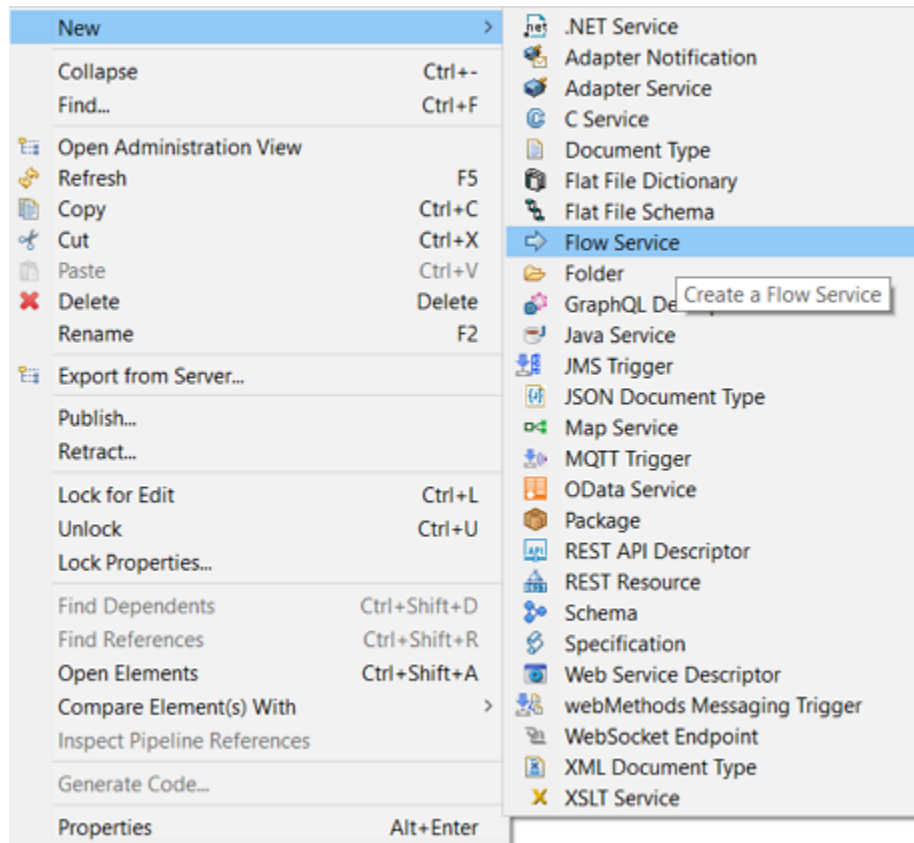 New >
Collapse Ctrl+-
Find... Ctrl+F
Open Administration View
Refresh F5
Copy Ctrl+C
Cut Ctrl+X
Paste Ctrl+V
Delete Delete
Rename F2
Export from Server...
Publish...
Retract...
Lock for Edit Ctrl+L
Unlock Ctrl+U
Lock Properties...
Find Dependents Ctrl+Shift+D
Find References Ctrl+Shift+R
Open Elements Ctrl+Shift+A
Compare Element(s) With >
Inspect Pipeline References
Generate Code...
Properties Alt+Enter
.net .NET Service
Adapter Notification
Adapter Service
C C Service
Document Type
Flat File Dictionary
Flat File Schema
Flow Service
Folder
Create a Flow Service
GraphQL
Java Service
JMS Trigger
JSON Document Type
Map Service
MQTT Trigger
OData Service
Package
API REST API Descriptor
REST Resource
Schema
Specification
Web Service Descriptor
webMethods Messaging Trigger
WebSocket Endpoint
XML Document Type
XSLT Service